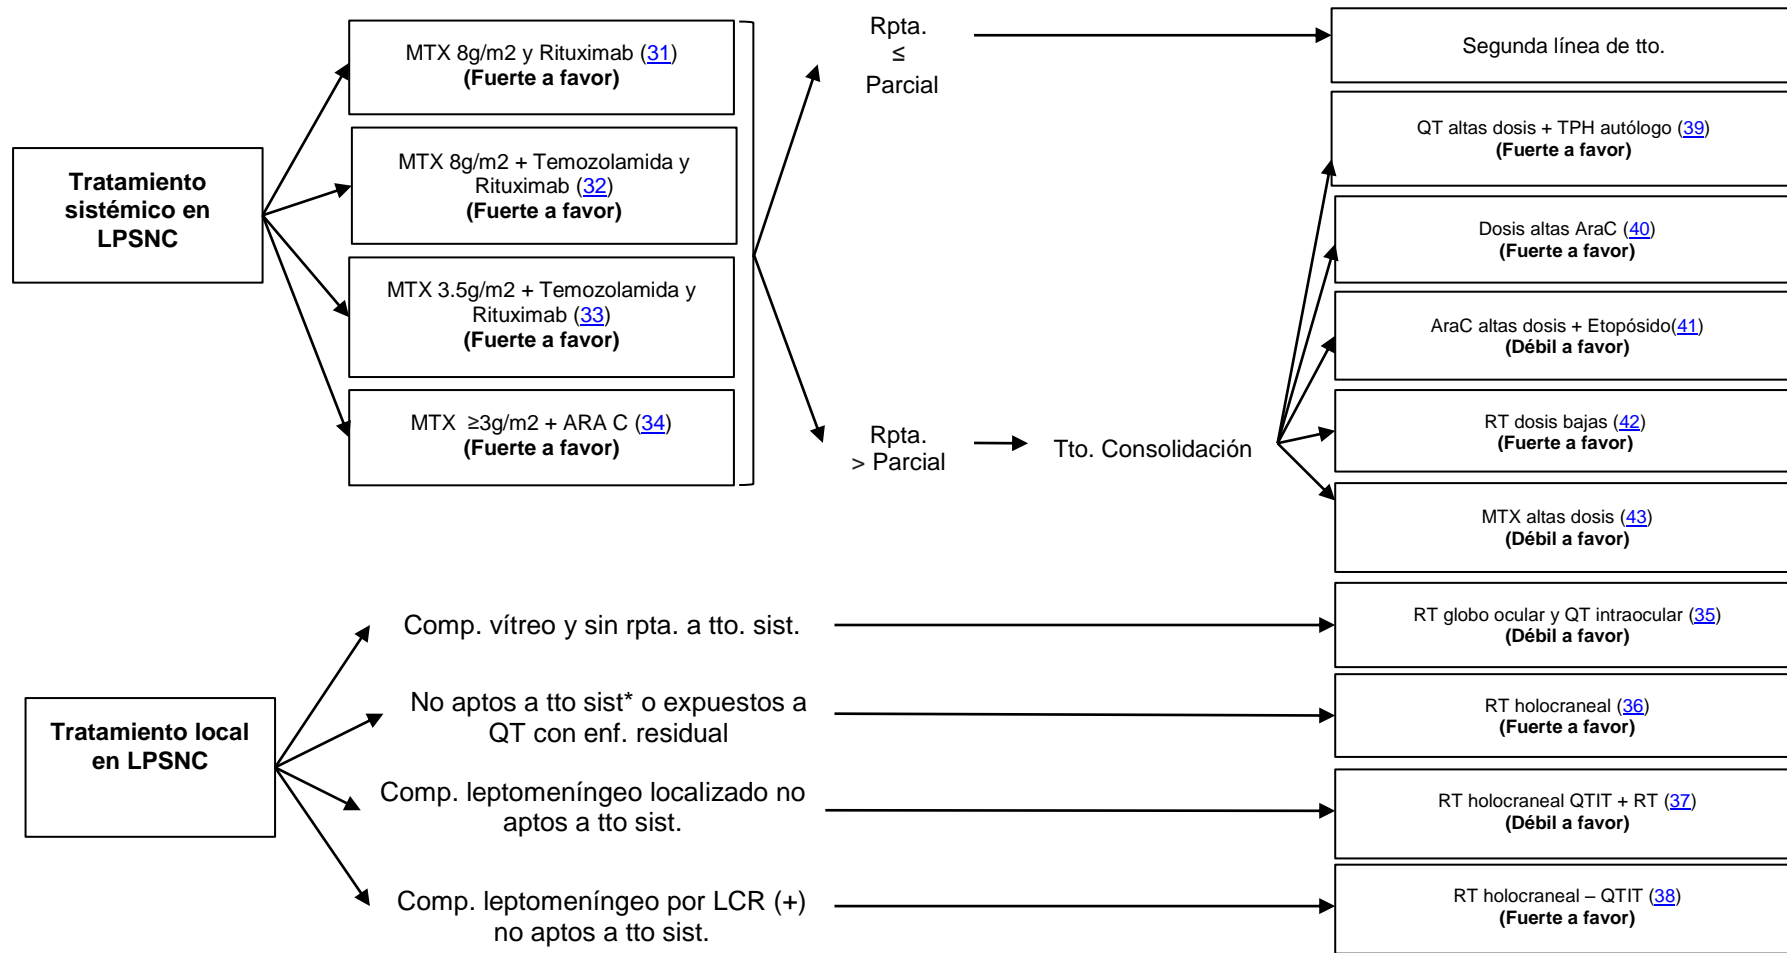 Tratamiento
sistémico en
LPSNC
MTX 8g/m2 y Rituximab (31)
(Fuerte a favor)
MTX 8g/m2 + Temozolamida y
Rituximab (32)
(Fuerte a favor)
MTX 3.5g/m2 + Temozolamida y
Rituximab (33)
(Fuerte a favor)
MTX ≥3g/m2 + ARA C (34)
(Fuerte a favor)
Rpta.
≤
Parcial
Segunda línea de tto.
Rpta.
> Parcial
Tto. Consolidación
QT altas dosis + TPH autólogo (39)
(Fuerte a favor)
Dosis altas AraC (40)
(Fuerte a favor)
AraC altas dosis + Etopósido(41)
(Débil a favor)
RT dosis bajas (42)
(Fuerte a favor)
MTX altas dosis (43)
(Débil a favor)
Tratamiento local
en LPSNC
Comp. vítreo y sin rpta. a tto. sist.
RT globo ocular y QT intraocular (35)
(Débil a favor)
No aptos a tto sist* o expuestos a
QT con enf. residual
RT holocraneal (36)
(Fuerte a favor)
Comp. leptomeníngeo localizado no
aptos a tto sist.
RT holocraneal QTIT + RT (37)
(Débil a favor)
Comp. leptomeníngeo por LCR (+)
no aptos a tto sist.
RT holocraneal – QTIT (38)
(Fuerte a favor)